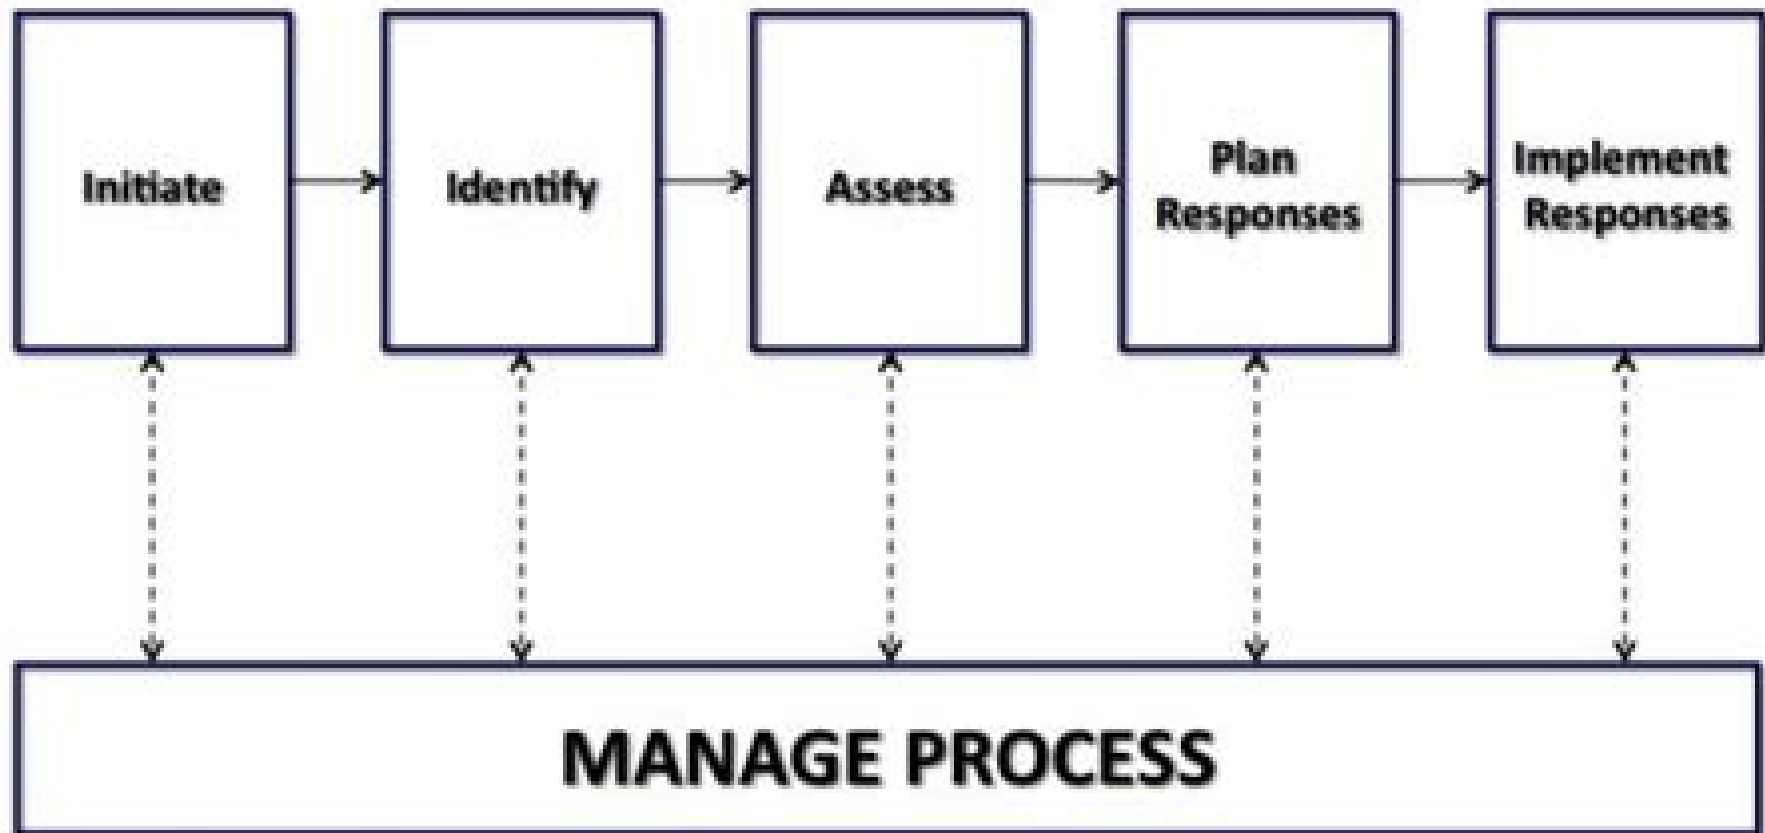 Initiate
Identify
Assess
Plan
Responses
Implement
Responses
MANAGE PROCESS